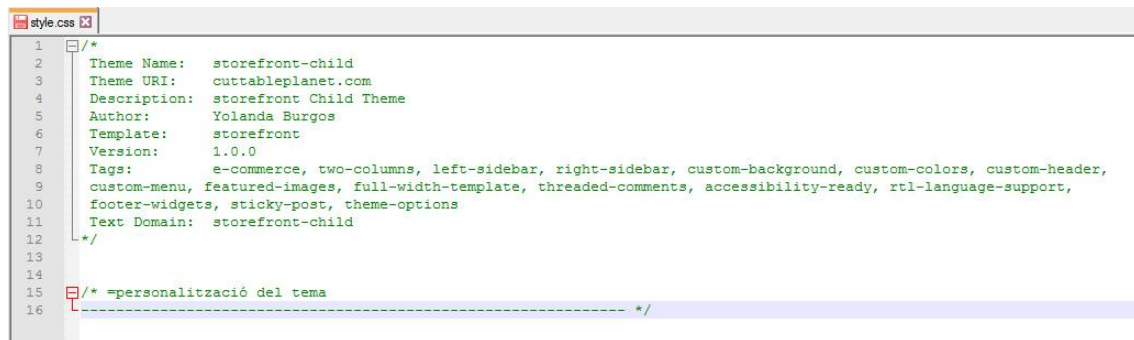 style.css
1 /*
2 Theme Name: storefront-child
3 Theme URI: cuttableplanet.com
4 Description: storefront Child Theme
5 Author: Yolanda Burgos
6 Template: storefront
7 Version: 1.0.0
8 Tags: e-commerce, two-columns, left-sidebar, right-sidebar, custom-background, custom-colors, custom-header,
9 custom-menu, featured-images, full-width-template, threaded-comments, accessibility-ready, rtl-language-support,
10 footer-widgets, sticky-post, theme-options
11 Text Domain: storefront-child
12 */
13
14
15 /* =personalització del tema
16 --------------------------------------------------------------- */